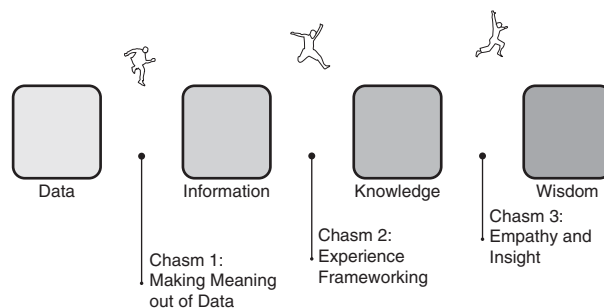 Data
Information
Knowledge
Wisdom
Chasm 1:
Making Meaning
out of Data
Chasm 2:
Experience
Frameworking
Chasm 3:
Empathy and
Insight